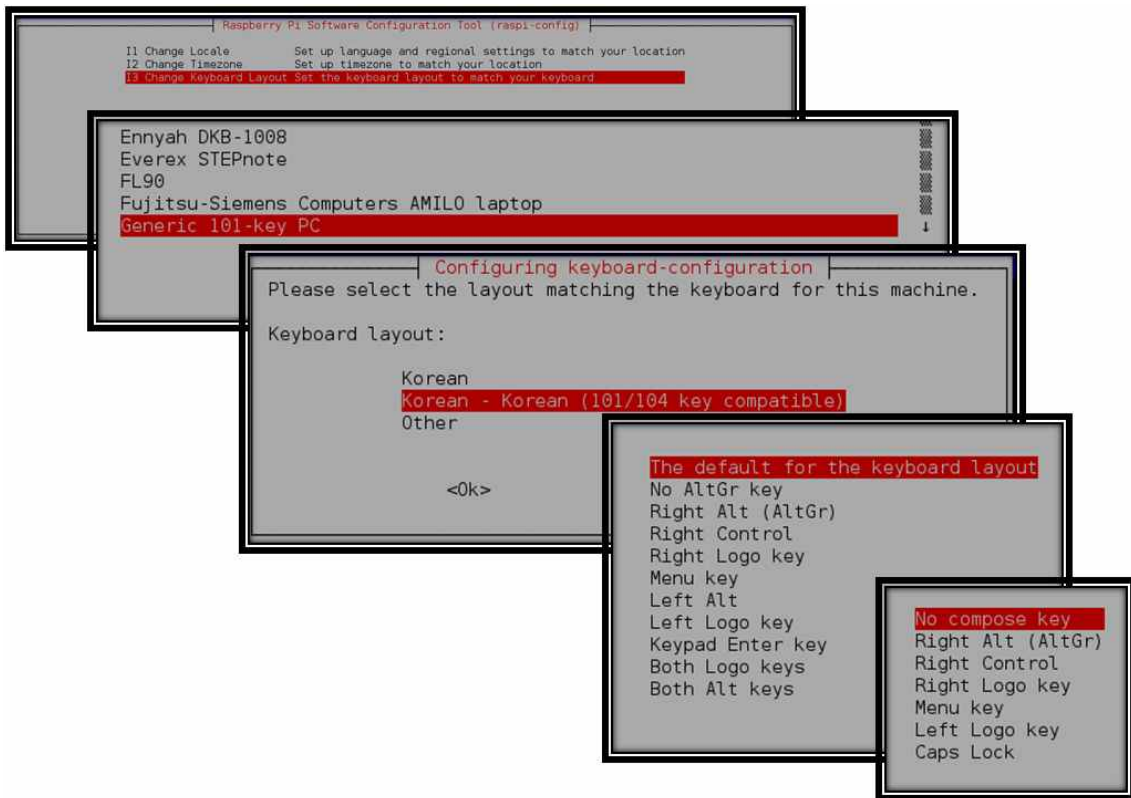 Raspberry Pi Software Configuration Tool (raspi-config)
I1 Change Locale Set up language and regional settings to match your location
I2 Change Timezone Set up timezone to match your location
I3 Change Keyboard Layout Set the keyboard layout to match your keyboard
Ennyah DKB-1008
Everex STEPnote
FL90
Fujitsu-Siemens Computers AMILO laptop
Generic 101-key PC
↓
Configuring keyboard-configuration
Please select the layout matching the keyboard for this machine.
Keyboard layout:
Korean
Korean - Korean (101/104 key compatible)
Other
<Ok>
The default for the keyboard layout
No AltGr key
Right Alt (AltGr)
Right Control
Right Logo key
Menu key
Left Alt
Left Logo key
Keypad Enter key
Both Logo keys
Both Alt keys
No compose key
Right Alt (AltGr)
Right Control
Right Logo key
Menu key
Left Logo key
Caps Lock